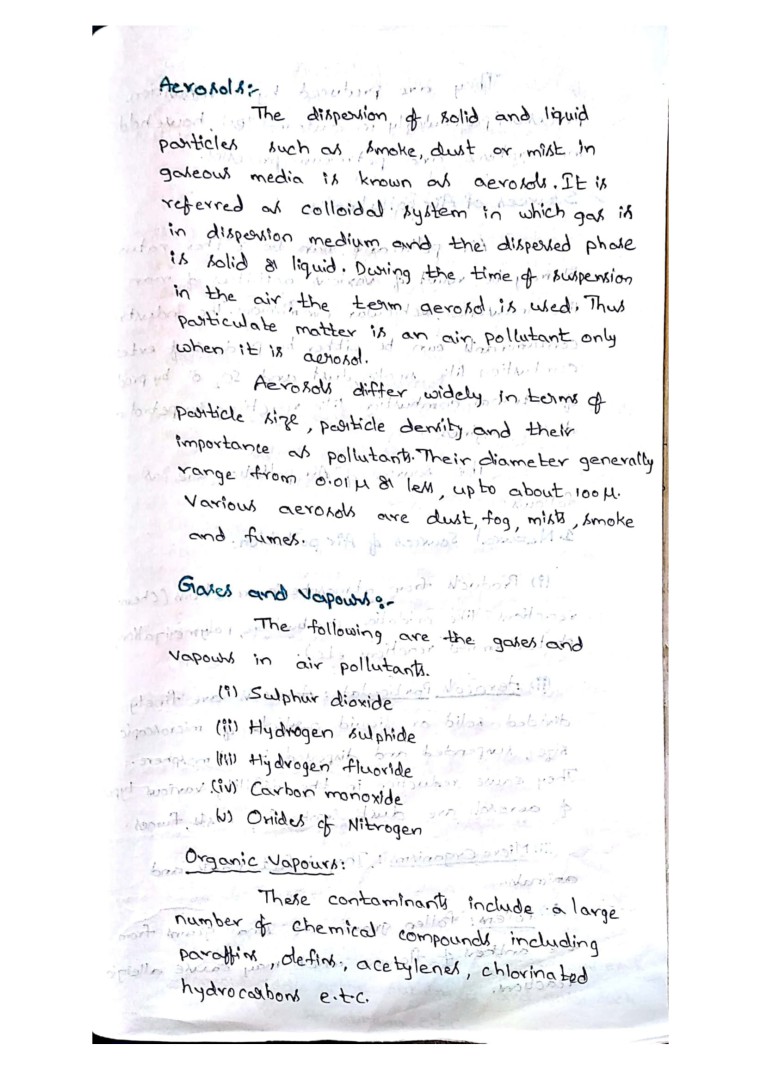 Aerosols:-
The dispersion of solid and liquid
particles such as smoke, dust or mist in
gaseous media is known as aerosols. It is
referred as colloidal system in which gas is
in dispersion medium and the dispersed phase
is solid or liquid. During the time of suspension
in the air, the term aerosol is used. Thus
particulate matter is an air pollutant only
when it is aerosol.
Aerosols differ widely in terms of
particle size, particle density and their
importance as pollutants. Their diameter generally
range from 0.01 μ or less, up to about 100 μ.
Various aerosols are dust, fog, mists, smoke
and fumes.
Gases and Vapours:-
The following are the gases and
Vapours in air pollutants.
(i) Sulphur dioxide
(ii) Hydrogen sulphide
(iii) Hydrogen fluoride
(iv) Carbon monoxide
(v) Oxides of Nitrogen
Organic Vapours:
These contaminants include a large
number of chemical compounds, including
paraffins, olefins, acetylenes, chlorinated
hydrocarbons e.t.c.